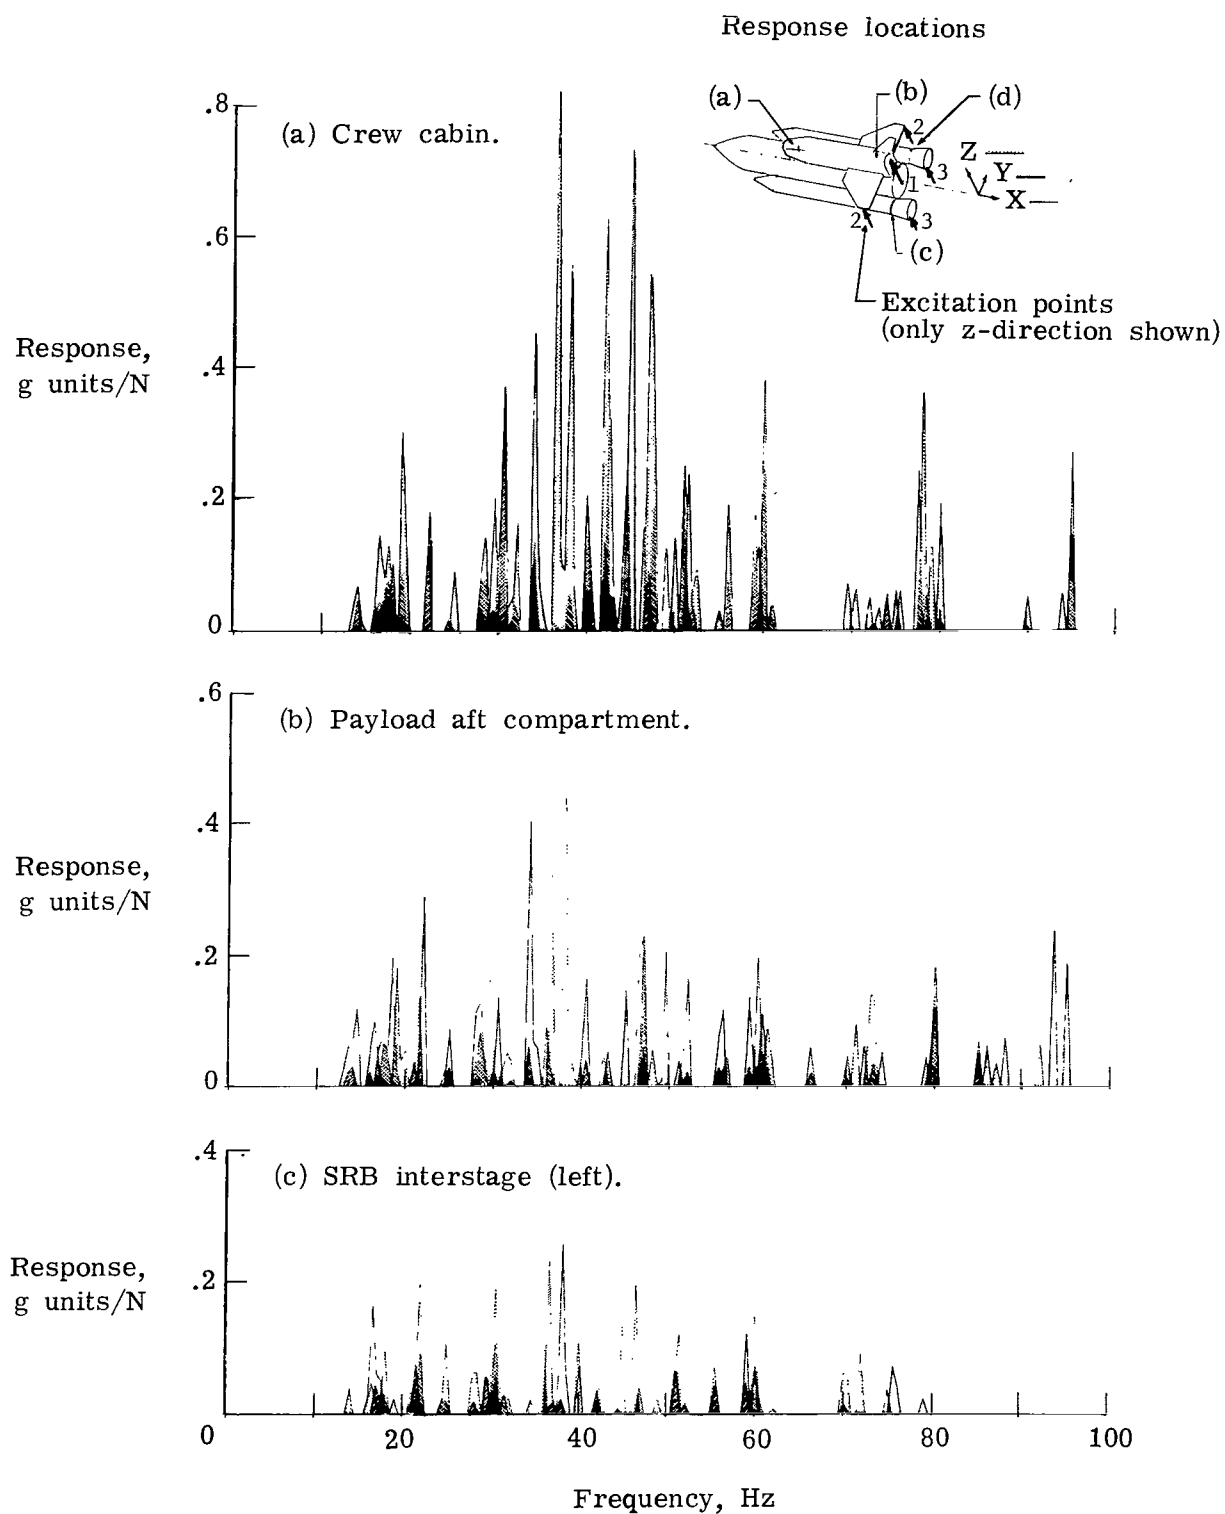 Response locations
(a)
(b)
(d)
2
Z
3
Y
1
X
2
3
(c)
Excitation points
(only z-direction shown)
.8
(a) Crew cabin.
.6
Response,
g units/N
.4
.2
0
.6
(b) Payload aft compartment.
.4
Response,
g units/N
.2
0
.4
(c) SRB interstage (left).
Response,
g units/N
.2
0
0 20 40 60 80 100
Frequency, Hz